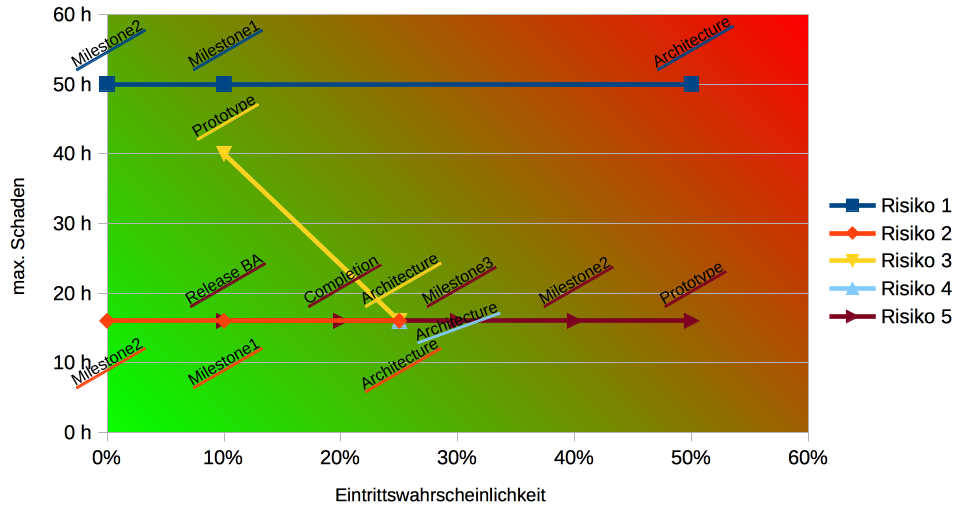 60 h
Milestone2
Milestone1
Architecture
50 h
Prototype
40 h
max. Schaden
30 h
Release BA
Completion
Architecture
Milestone3
Milestone2
Prototype
20 h
Architecture
10 h
Milestone2
Milestone1
Architecture
0 h
0%
10%
20%
30%
40%
50%
60%
Eintrittswahrscheinlichkeit
Risiko 1
Risiko 2
Risiko 3
Risiko 4
Risiko 5